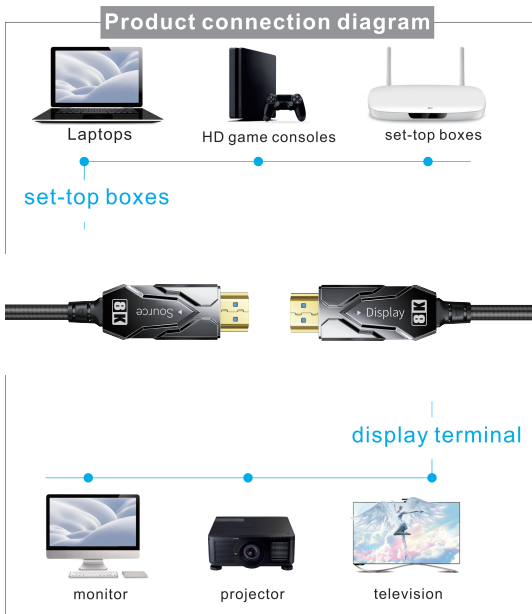 Product connection diagram
Laptops
HD game consoles
set-top boxes
set-top boxes
8K
Source
Display
8K
display terminal
monitor
projector
television